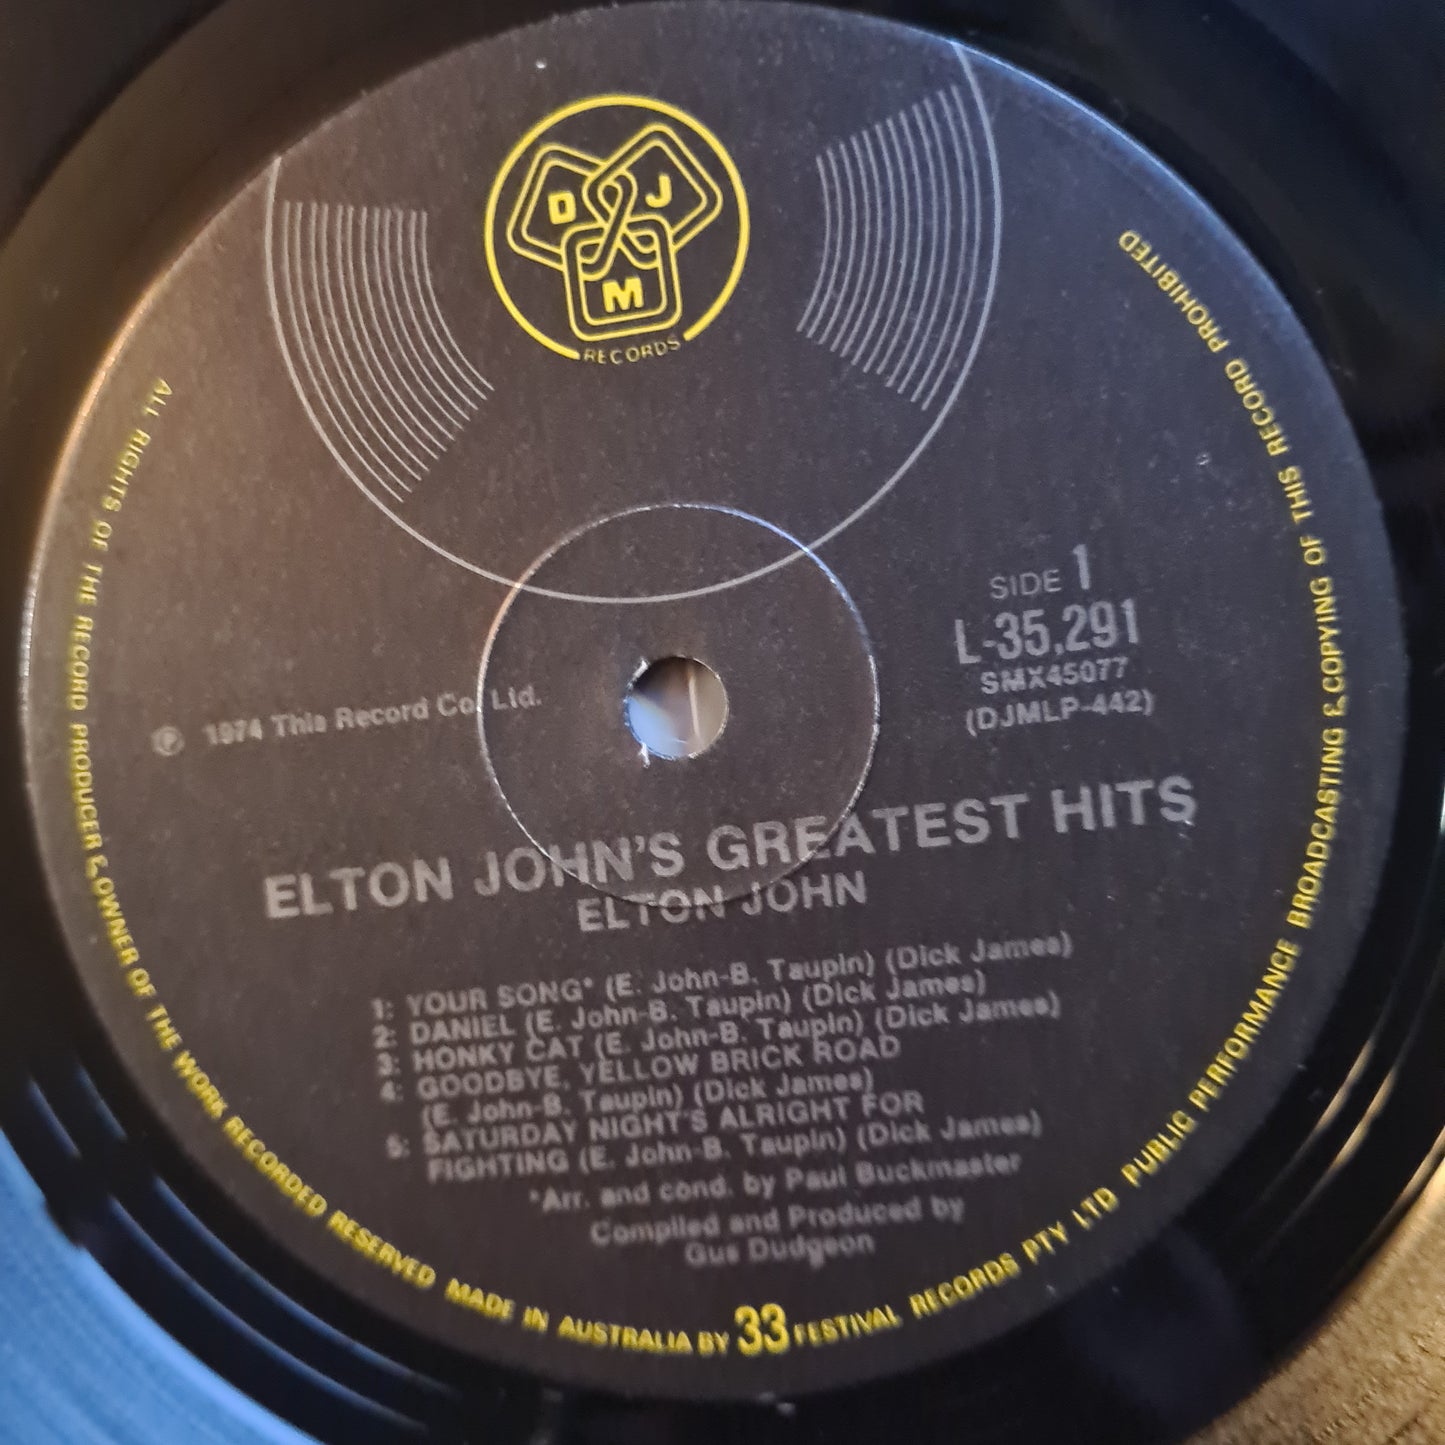 D J
M
RECORDS
SIDE 1
L-35,291
SMX45077
(DJMLP-442)
℗ 1974 This Record Co. Ltd.
ELTON JOHN'S GREATEST HITS
ELTON JOHN
1: YOUR SONG* (E. John-B. Taupin) (Dick James)
2: DANIEL (E. John-B. Taupin) (Dick James)
3: HONKY CAT (E. John-B. Taupin) (Dick James)
4: GOODBYE, YELLOW BRICK ROAD
(E. John-B. Taupin) (Dick James)
5: SATURDAY NIGHT'S ALRIGHT FOR
FIGHTING (E. John-B. Taupin) (Dick James)
*Arr. and cond. by Paul Buckmaster
Compiled and Produced by
Gus Dudgeon
ALL RIGHTS OF THE RECORD PRODUCER & OWNER OF THE WORK RECORDED RESERVED MADE IN AUSTRALIA BY 33 FESTIVAL RECORDS PTY LTD PUBLIC PERFORMANCE BROADCASTING & COPYING OF THIS RECORD PROHIBITED